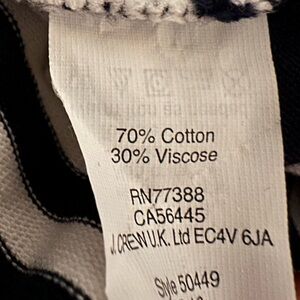 70% Cotton
30% Viscose
RN77388
CA56445
J.CREW U.K. Ltd EC4V 6JA
Style 50449